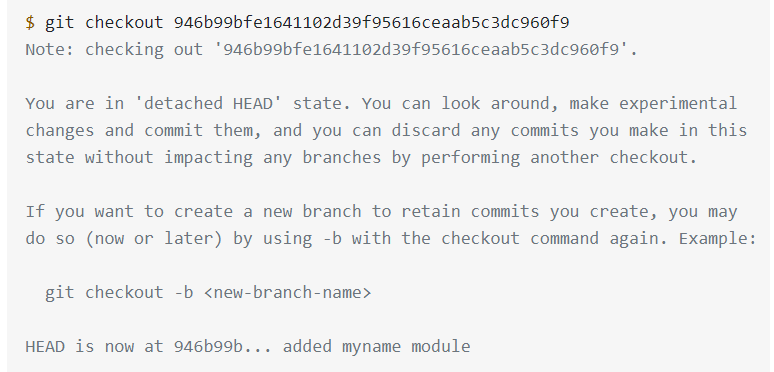 $ git checkout 946b99bfe1641102d39f95616ceaab5c3dc960f9
Note: checking out '946b99bfe1641102d39f95616ceaab5c3dc960f9'.
You are in 'detached HEAD' state. You can look around, make experimental
changes and commit them, and you can discard any commits you make in this
state without impacting any branches by performing another checkout.
If you want to create a new branch to retain commits you create, you may
do so (now or later) by using -b with the checkout command again. Example:
git checkout -b <new-branch-name>
HEAD is now at 946b99b... added myname module